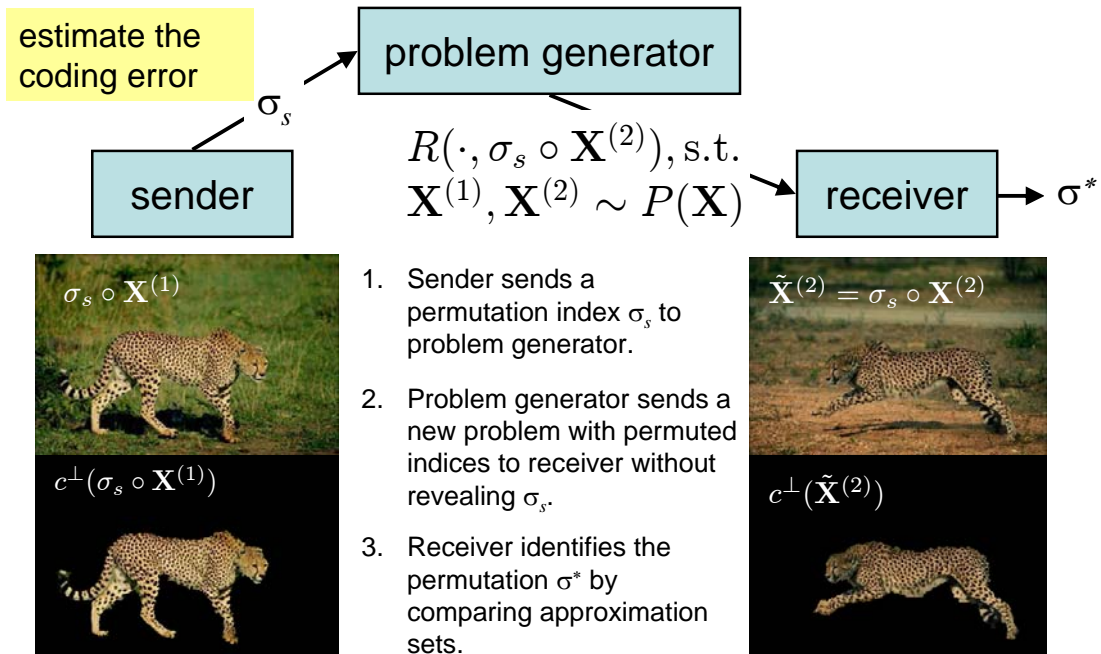 estimate the
coding error
problem generator
σₛ
sender
R(·, σₛ ∘ X⁽²⁾), s.t.
X⁽¹⁾, X⁽²⁾ ∼ P(X)
receiver
σ*
σₛ ∘ X⁽¹⁾
c⊥(σₛ ∘ X⁽¹⁾)
1. Sender sends a
permutation index σₛ to
problem generator.
2. Problem generator sends a
new problem with permuted
indices to receiver without
revealing σₛ.
3. Receiver identifies the
permutation σ* by
comparing approximation
sets.
X̃⁽²⁾ = σₛ ∘ X⁽²⁾
c⊥(X̃⁽²⁾)